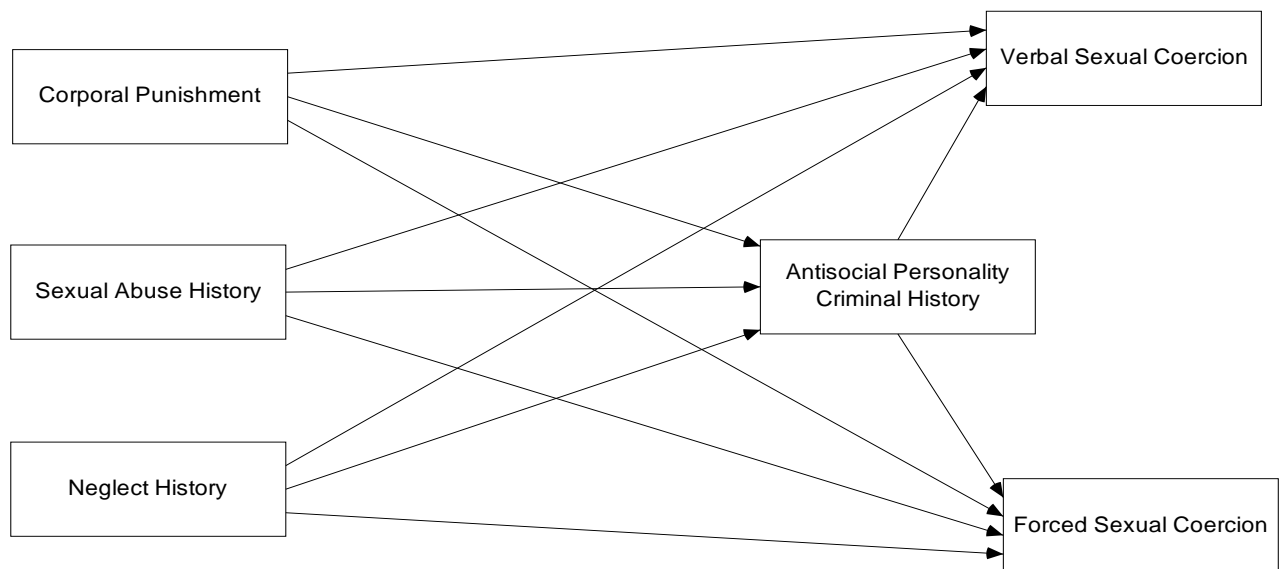 Corporal Punishment
Sexual Abuse History
Neglect History
Antisocial Personality
Criminal History
Verbal Sexual Coercion
Forced Sexual Coercion